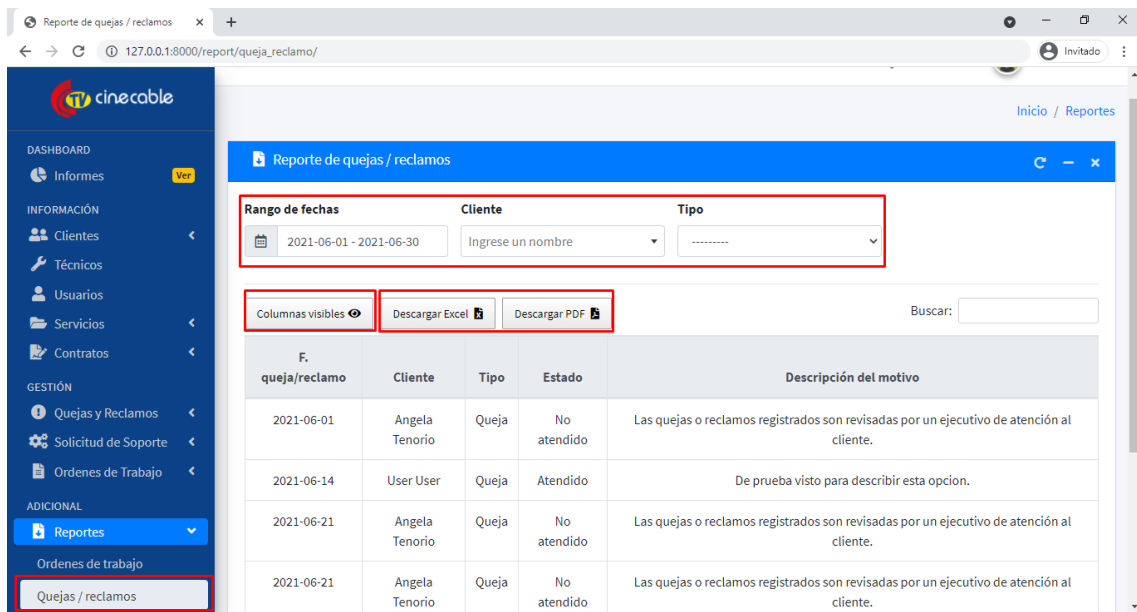 Reporte de quejas / reclamos
127.0.0.1:8000/report/queja_reclamo/
Invitado
TV cinecable
DASHBOARD
Informes Ver
INFORMACIÓN
Clientes
Técnicos
Usuarios
Servicios
Contratos
GESTIÓN
Quejas y Reclamos
Solicitud de Soporte
Ordenes de Trabajo
ADICIONAL
Reportes
Ordenes de trabajo
Quejas / reclamos
Inicio / Reportes
Reporte de quejas / reclamos
Rango de fechas Cliente Tipo
2021-06-01 - 2021-06-30 Ingrese un nombre ---------
Columnas visibles Descargar Excel Descargar PDF Buscar:
F.
queja/reclamo Cliente Tipo Estado Descripción del motivo
2021-06-01 Angela Queja No Las quejas o reclamos registrados son revisadas por un ejecutivo de atención al
Tenorio atendido cliente.
2021-06-14 User User Queja Atendido De prueba visto para describir esta opcion.
2021-06-21 Angela Queja No Las quejas o reclamos registrados son revisadas por un ejecutivo de atención al
Tenorio atendido cliente.
2021-06-21 Angela Queja No Las quejas o reclamos registrados son revisadas por un ejecutivo de atención al
Tenorio atendido cliente.